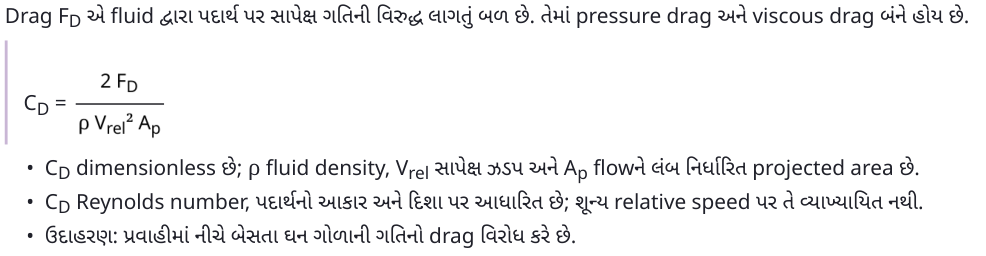 Drag F_D એ fluid દ્વારા પદાર્થ પર સાપેક્ષ ગતિની વિરુદ્ધ લાગતું બળ છે. તેમાં pressure drag અને viscous drag બંને હોય છે.
C_D = 2 F_D / ρ V_rel² A_p
• C_D dimensionless છે; ρ fluid density, V_rel સાપેક્ષ ઝડપ અને A_p flowને લંબ નિર્ધારિત projected area છે.
• C_D Reynolds number, પદાર્થનો આકાર અને દિશા પર આધારિત છે; શૂન્ય relative speed પર તે વ્યાખ્યાયિત નથી.
• ઉદાહરણ: પ્રવાહીમાં નીચે બેસતા ઘન ગોળાની ગતિનો drag વિરોધ કરે છે.